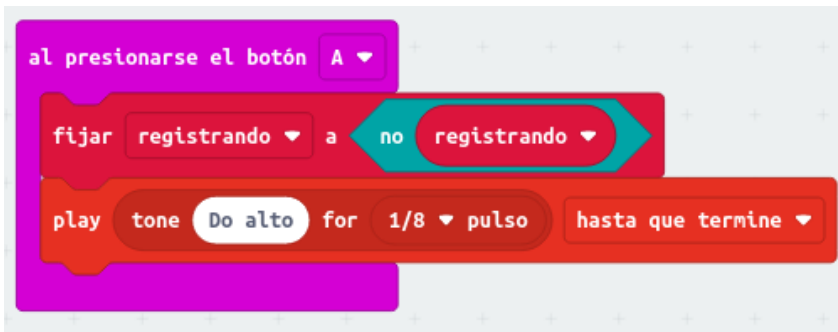 al presionarse el botón A
fijar registrando a no registrando
play tone Do alto for 1/8 pulso hasta que termine